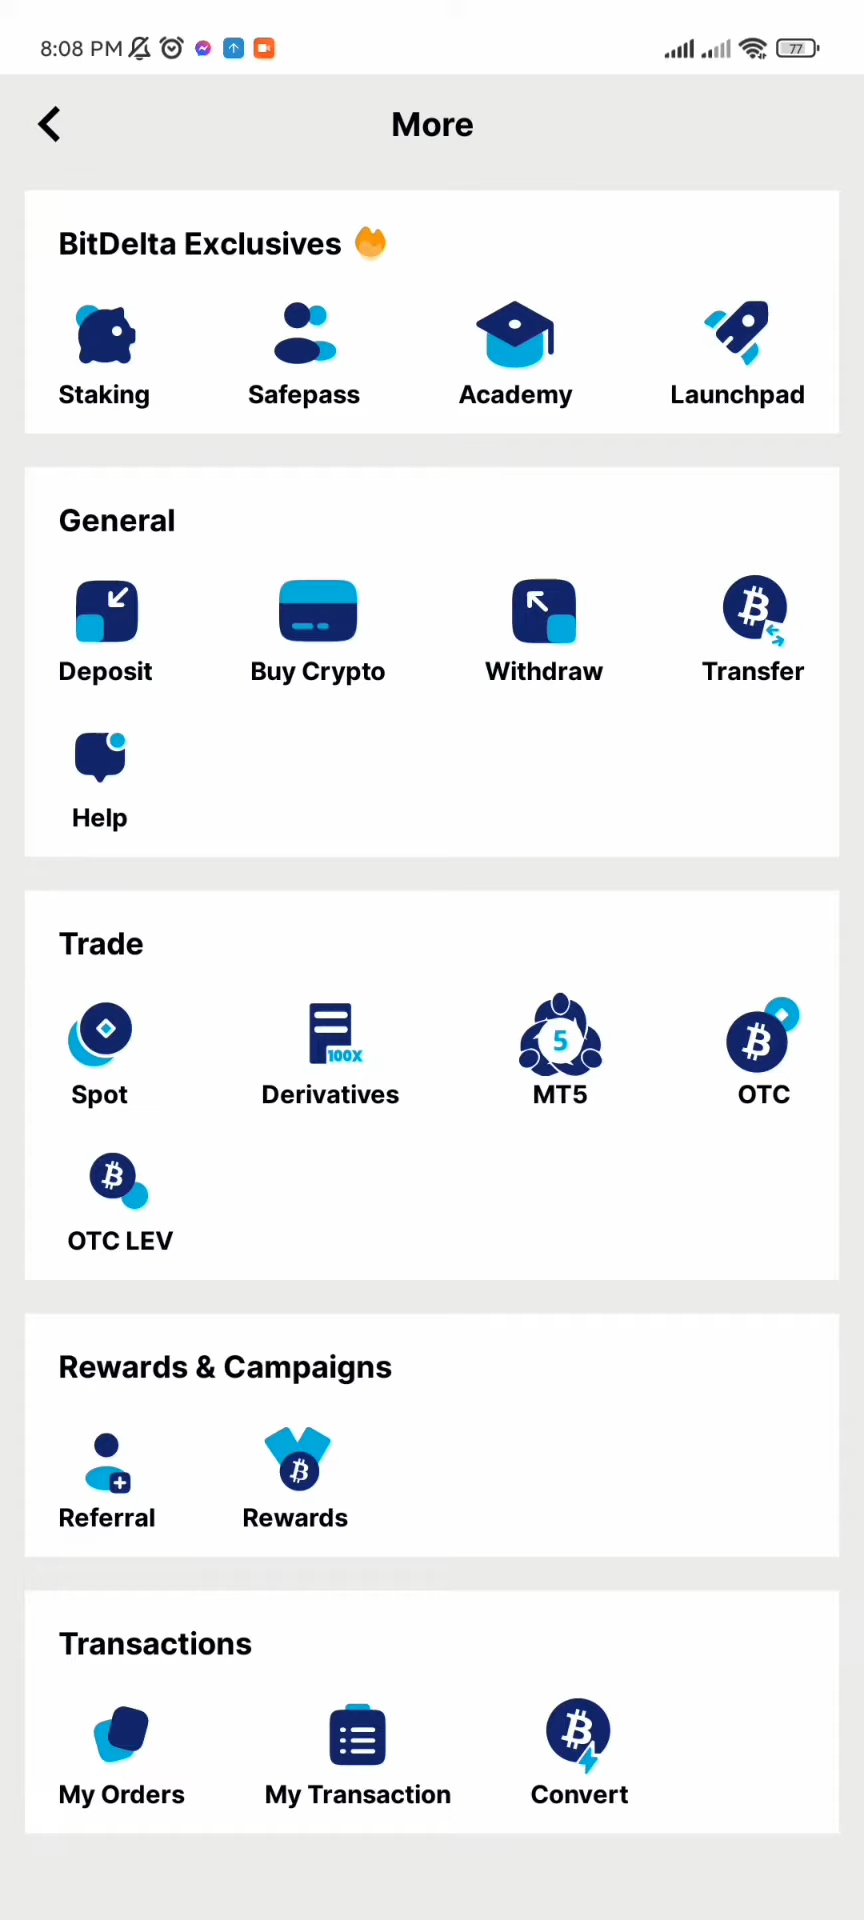 8:08 PM 77
More
BitDelta Exclusives
Staking Safepass Academy Launchpad
General
Deposit Buy Crypto Withdraw Transfer
Help
Trade
100X 5
Spot Derivatives MT5 OTC
OTC LEV
Rewards & Campaigns
Referral Rewards
Transactions
My Orders My Transaction Convert